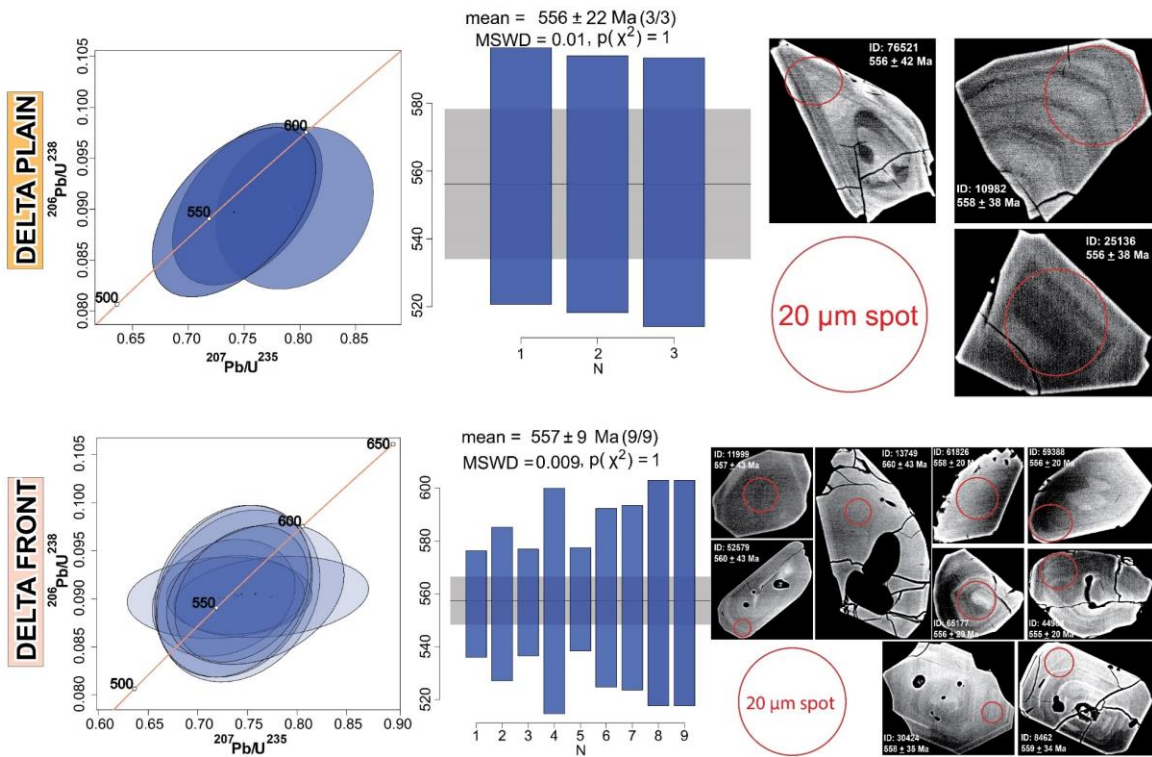 DELTA PLAIN
206Pb/U238
0.080 0.085 0.090 0.095 0.100 0.105
500
550
600
0.65 0.70 0.75 0.80 0.85
207Pb/U235
mean = 556 ± 22 Ma (3/3)
MSWD = 0.01, p(χ2) = 1
520 540 560 580
1 2 3
N
ID: 76521
556 ± 42 Ma
ID: 10982
558 ± 38 Ma
20 µm spot
ID: 25136
556 ± 38 Ma
DELTA FRONT
206Pb/U238
0.080 0.085 0.090 0.095 0.100 0.105
500
550
600
650
0.60 0.65 0.70 0.75 0.80 0.85 0.90
207Pb/U235
mean = 557 ± 9 Ma (9/9)
MSWD = 0.009, p(χ2) = 1
520 540 560 580 600
1 2 3 4 5 6 7 8 9
N
ID: 11999
557 ± 43 Ma
ID: 13749
560 ± 43 Ma
ID: 61826
558 ± 20 Ma
ID: 59388
556 ± 20 Ma
ID: 52579
560 ± 43 Ma
ID: 65177
556 ± 29 Ma
555 ± 20 Ma
20 µm spot
ID: 30424
558 ± 35 Ma
ID: 8462
559 ± 34 Ma